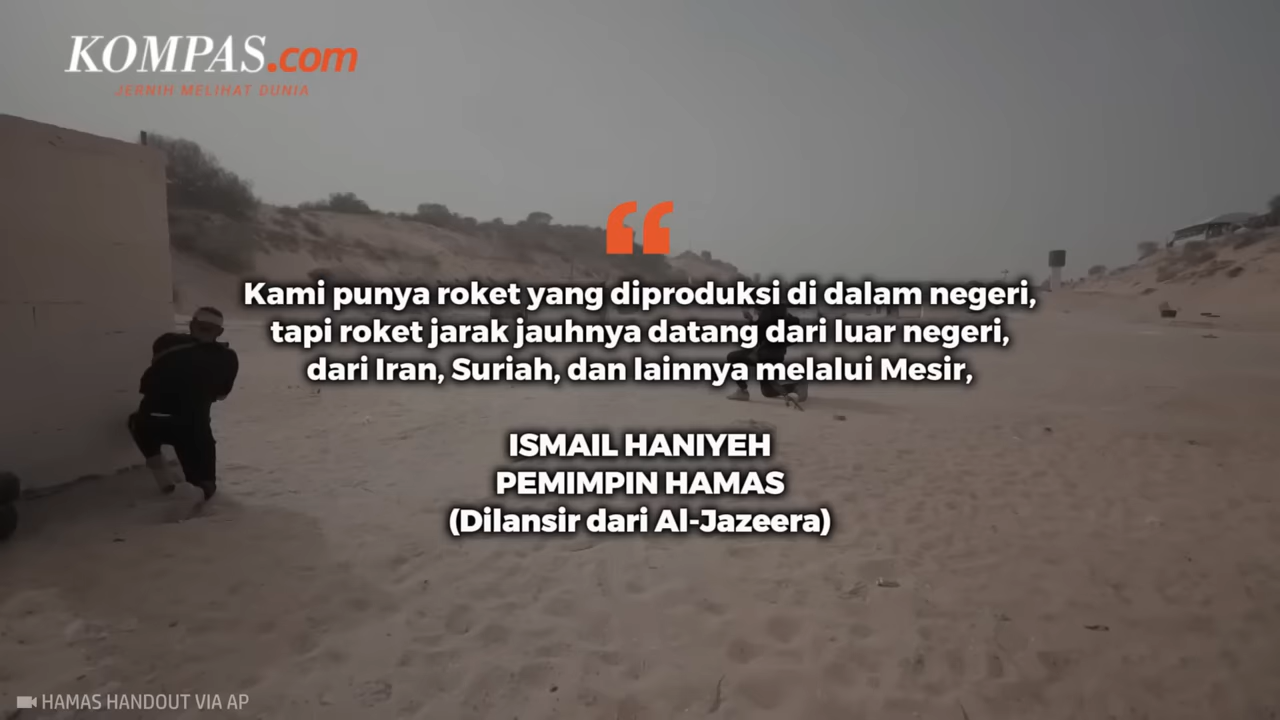 KOMPAS.com
JERNIH MELIHAT DUNIA
“
Kami punya roket yang diproduksi di dalam negeri,
tapi roket jarak jauhnya datang dari luar negeri,
dari Iran, Suriah, dan lainnya melalui Mesir,
ISMAIL HANIYEH
PEMIMPIN HAMAS
(Dilansir dari Al-Jazeera)
HAMAS HANDOUT VIA AP